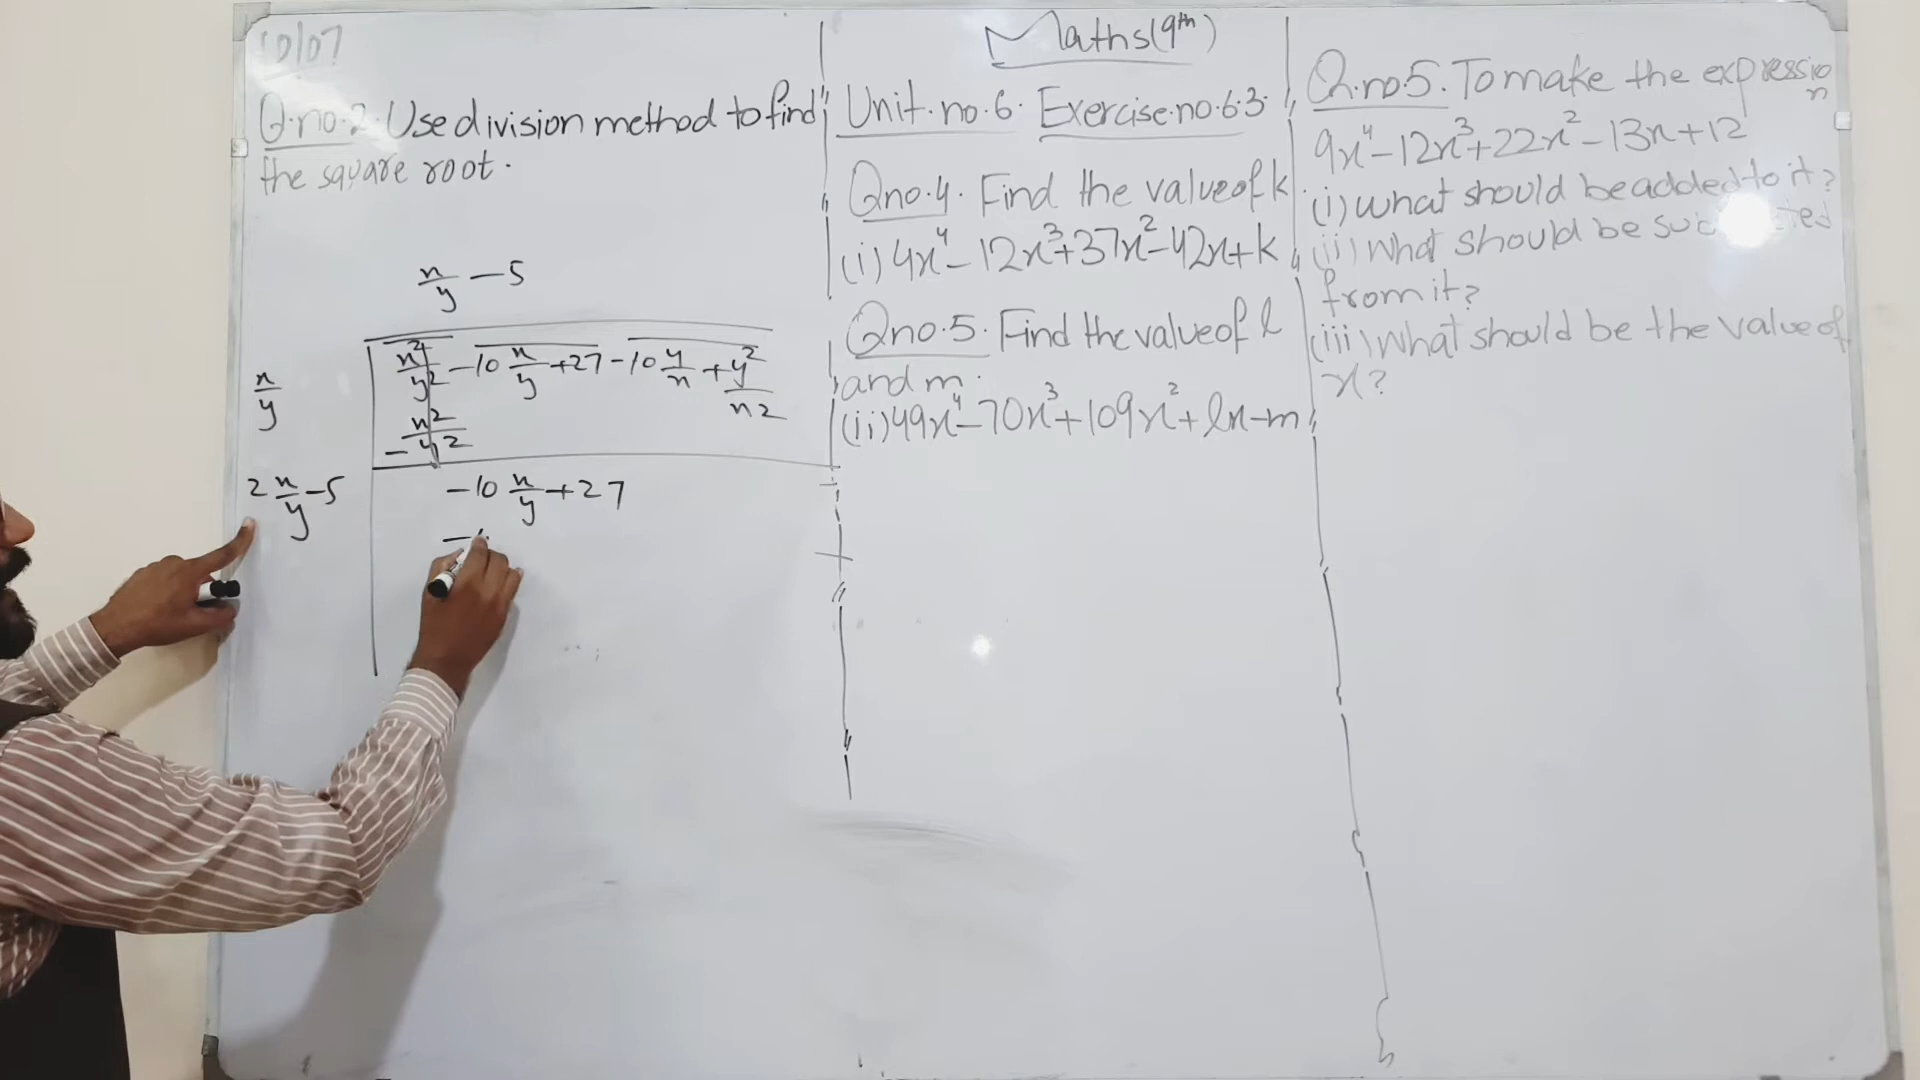 10/07
Q.no.2. Use division method to find
the square root.
n/y - 5
n/y
n²/y² - 10 n/y + 27 - 10 y/n + y²/n2
- n²/y2
2 n/y - 5
-10 n/y + 27
-
Maths(9th)
Unit.no.6. Exercise.no.6.3.
Qno.4. Find the value of k.
(i) 4x⁴ - 12x³ + 37x² - 42x + k
Qno.5. Find the value of l
and m.
(ii) 49x⁴ - 70x³ + 109x² + lx - m
Q.no.5. To make the expression
9x⁴ - 12x³ + 22x² - 13x + 12
(i) what should be added to it?
(ii) What should be
from it?
(iii) What should be the value of
x?